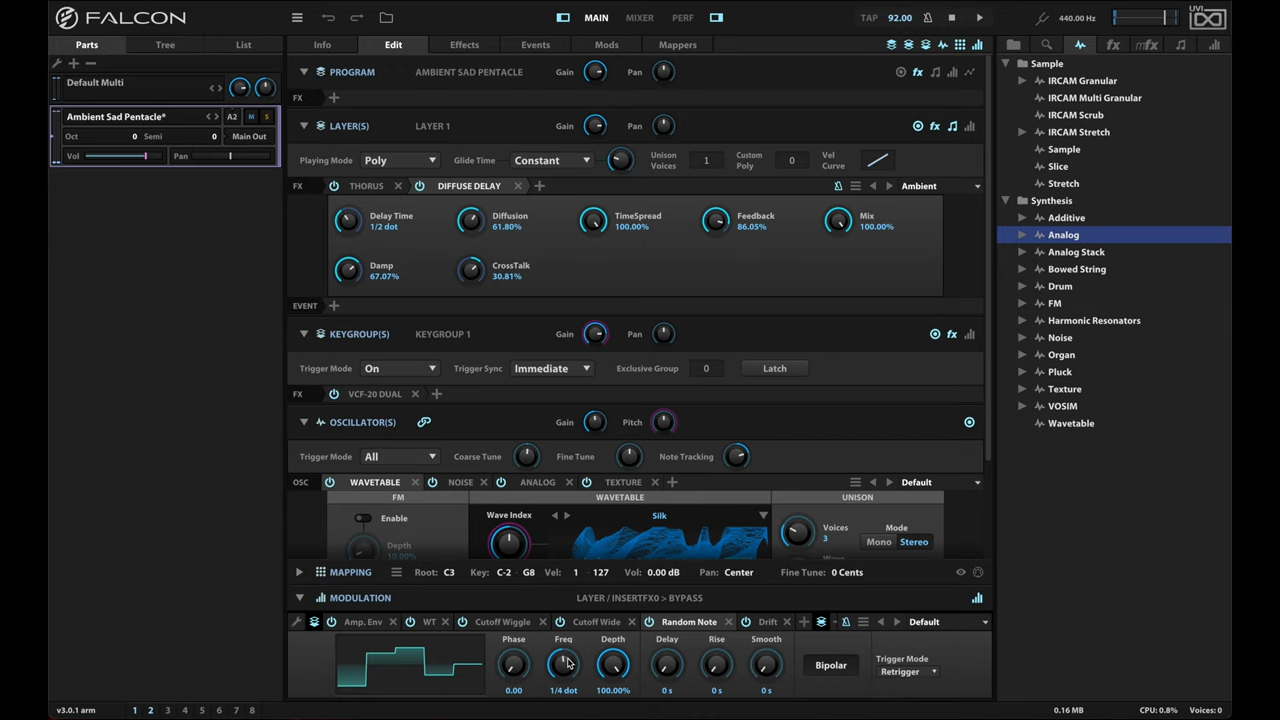 FALCON
MAIN MIXER PERF
TAP 92.00
440.00 Hz
UVI
Parts Tree List
Info Edit Effects Events Mods Mappers
fx mfx
Default Multi
Ambient Sad Pentacle* A2 M S
Oct 0 Semi 0 Main Out
Vol Pan
PROGRAM AMBIENT SAD PENTACLE Gain Pan fx
FX
LAYER(S) LAYER 1 Gain Pan fx
Playing Mode Poly Glide Time Constant Unison Voices 1 Custom Poly 0 Vel Curve
FX THORUS DIFFUSE DELAY Ambient
Delay Time 1/2 dot
Diffusion 61.80%
TimeSpread 100.00%
Feedback 86.05%
Mix 100.00%
Damp 67.07%
CrossTalk 30.81%
EVENT
KEYGROUP(S) KEYGROUP 1 Gain Pan fx
Trigger Mode On Trigger Sync Immediate Exclusive Group 0 Latch
FX VCF-20 DUAL
OSCILLATOR(S) Gain Pitch
Trigger Mode All Coarse Tune Fine Tune Note Tracking
OSC WAVETABLE NOISE ANALOG TEXTURE Default
FM WAVETABLE UNISON
Enable
Depth
10.00%
Wave Index
Silk
Voices 3
Mode
Mono Stereo
MAPPING Root: C3 Key: C-2 - G8 Vel: 1 - 127 Vol: 0.00 dB Pan: Center Fine Tune: 0 Cents
MODULATION LAYER / INSERTFX0 > BYPASS
Amp. Env WT Cutoff Wiggle Cutoff Wide Random Note Drift Default
Phase Freq Depth Delay Rise Smooth
0.00 1/4 dot 100.00% 0 s 0 s 0 s
Bipolar
Trigger Mode
Retrigger
Sample
IRCAM Granular
IRCAM Multi Granular
IRCAM Scrub
IRCAM Stretch
Sample
Slice
Stretch
Synthesis
Additive
Analog
Analog Stack
Bowed String
Drum
FM
Harmonic Resonators
Noise
Organ
Pluck
Texture
VOSIM
Wavetable
v3.0.1 arm 1 2 3 4 5 6 7 8
0.16 MB CPU: 0.8% Voices: 0